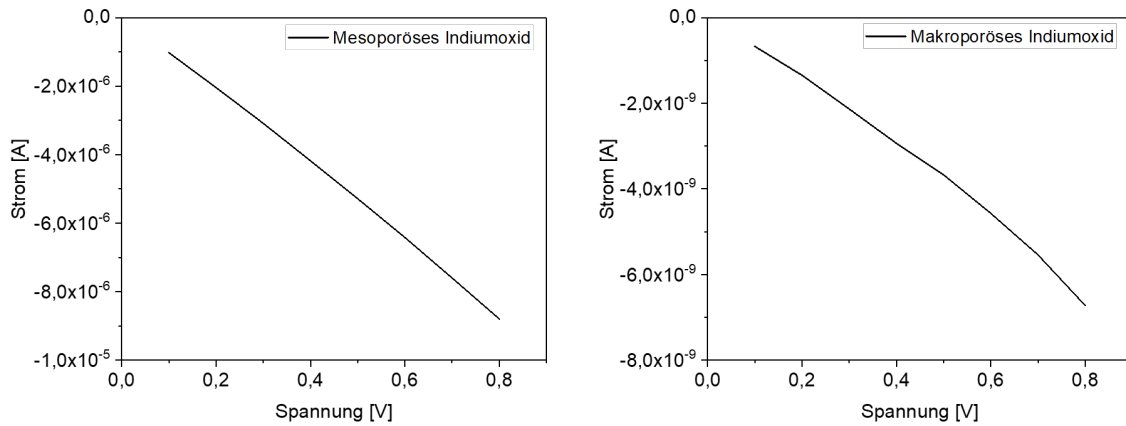 Mesoporöses Indiumoxid
0,0
-2,0x10⁻⁶
-4,0x10⁻⁶
-6,0x10⁻⁶
-8,0x10⁻⁶
-1,0x10⁻⁵
Strom [A]
0,0 0,2 0,4 0,6 0,8
Spannung [V]
Makroporöses Indiumoxid
0,0
-2,0x10⁻⁹
-4,0x10⁻⁹
-6,0x10⁻⁹
-8,0x10⁻⁹
Strom [A]
0,0 0,2 0,4 0,6 0,8
Spannung [V]